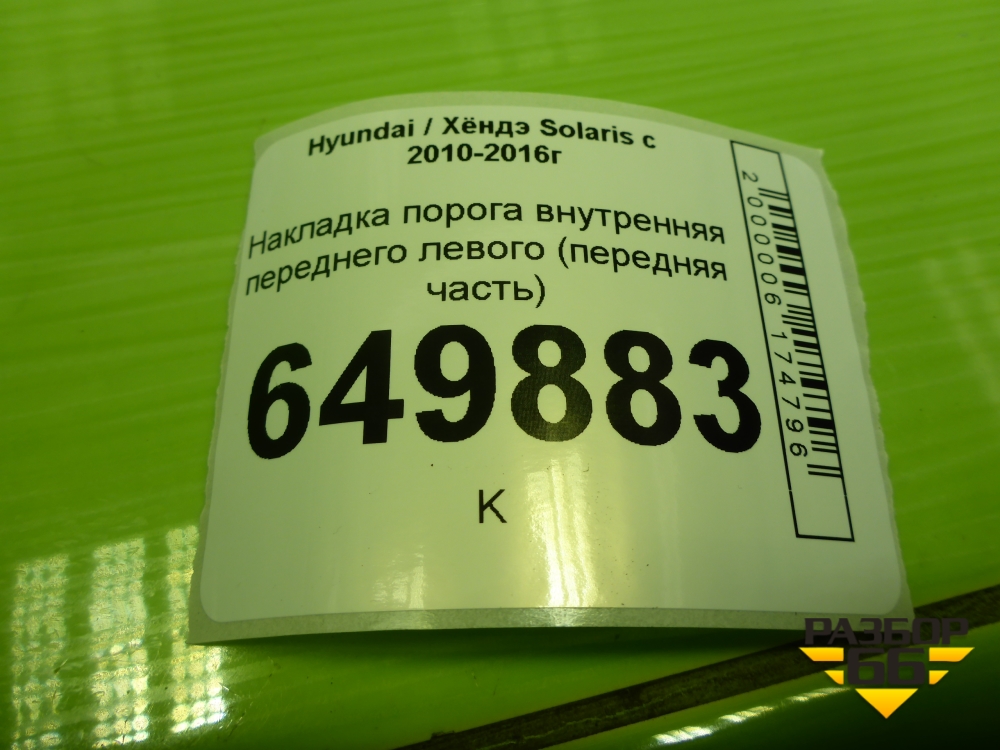 Hyundai / Хёндэ Solaris с
2010-2016г
Накладка порога внутренняя
переднего левого (передняя
часть)
649883
К
2000006174796
РАЗБОР
66